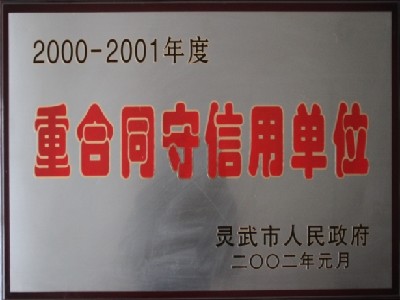 2000-2001年度
重合同守信用单位
灵武市人民政府
二〇〇二年元月